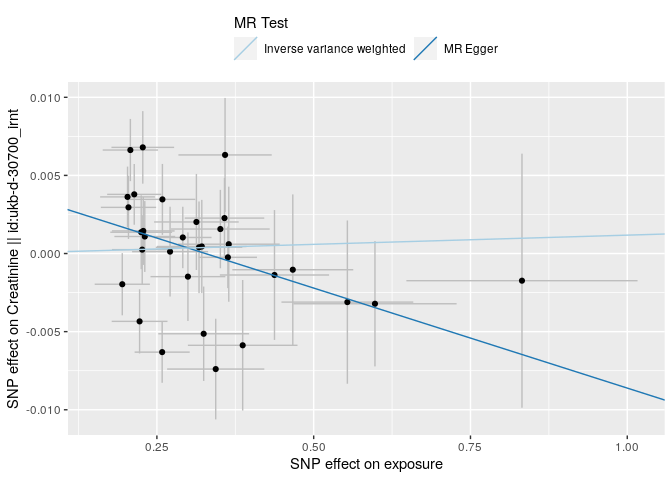 MR Test
Inverse variance weighted MR Egger
SNP effect on Creatinine || id:ukb-d-30700_irnt
0.010
0.005
0.000
-0.005
-0.010
0.25 0.50 0.75 1.00
SNP effect on exposure